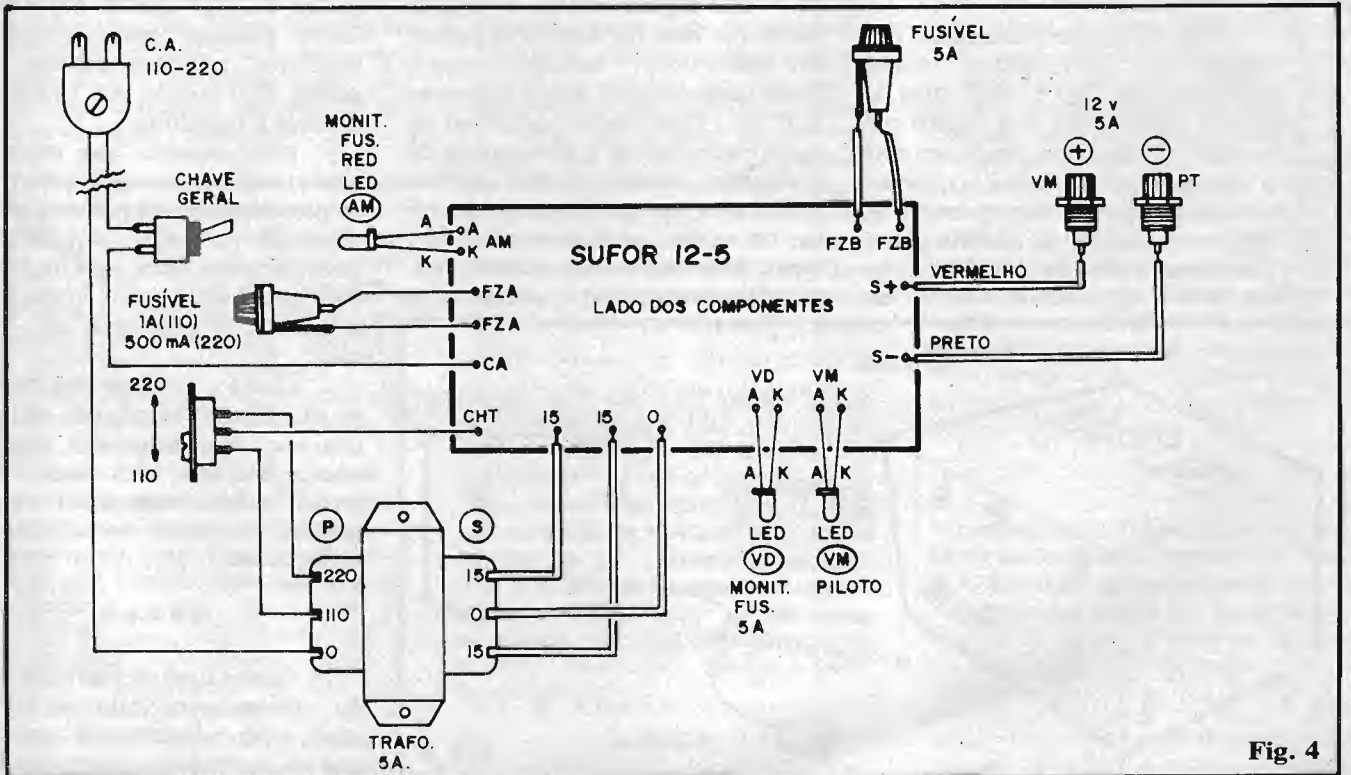 C.A.
110-220
CHAVE
GERAL
MONIT.
FUS.
RED
LED
AM
A
K
A
K
AM
FUSÍVEL
1A(110)
500 mA (220)
FZA
FZA
CA
CHT
220
110
SUFOR 12-5
LADO DOS COMPONENTES
FUSÍVEL
5A
FZB FZB
12 v
5A
+ −
VM PT
S+ VERMELHO
S− PRETO
15 15 0
VD VM
A K A K
A K A K
LED LED
VD VM
MONIT. PILOTO
FUS.
5A
P S
220
110
0
15
0
15
TRAFO.
5A.
Fig. 4